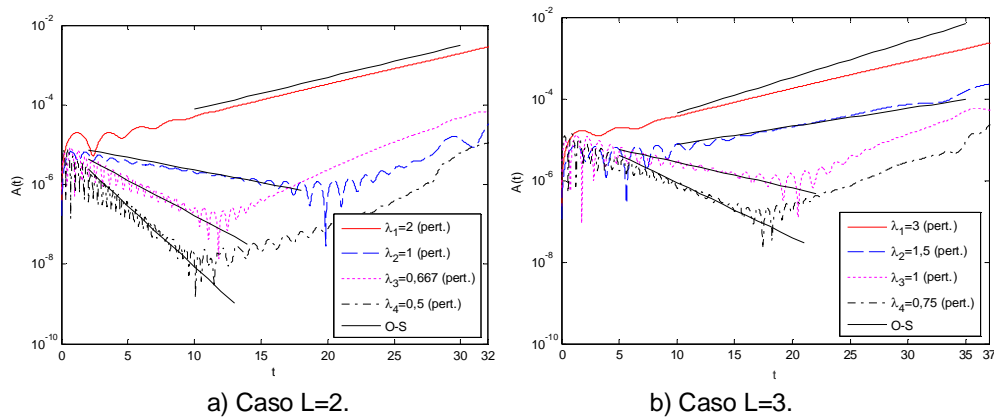 10^-2
10^-4
10^-6
10^-8
10^-10
A(t)
0 5 10 15 20 25 30 32
t
λ1=2 (pert.)
λ2=1 (pert.)
λ3=0,667 (pert.)
λ4=0,5 (pert.)
O-S
a) Caso L=2.
10^-2
10^-4
10^-6
10^-8
10^-10
A(t)
0 5 10 15 20 25 30 35 37
t
λ1=3 (pert.)
λ2=1,5 (pert.)
λ3=1 (pert.)
λ4=0,75 (pert.)
O-S
b) Caso L=3.